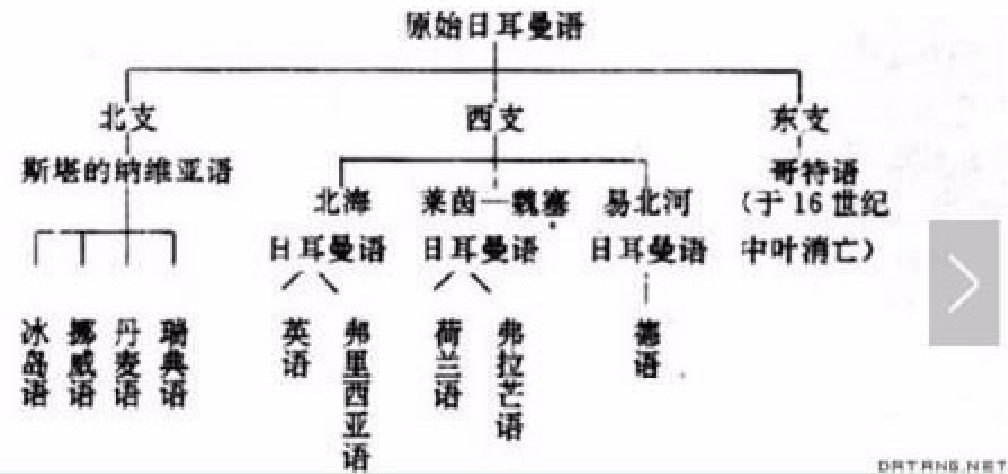 原始日耳曼语
北支 西支 东支
斯堪的纳维亚语 哥特语
北海 莱茵—魏塞 易北河 （于16世纪
日耳曼语 日耳曼语 日耳曼语 中叶消亡）
冰岛语
挪威语
丹麦语
瑞典语
英语
弗里西亚语
荷兰语
弗拉芒语
德语
DATANG.NET